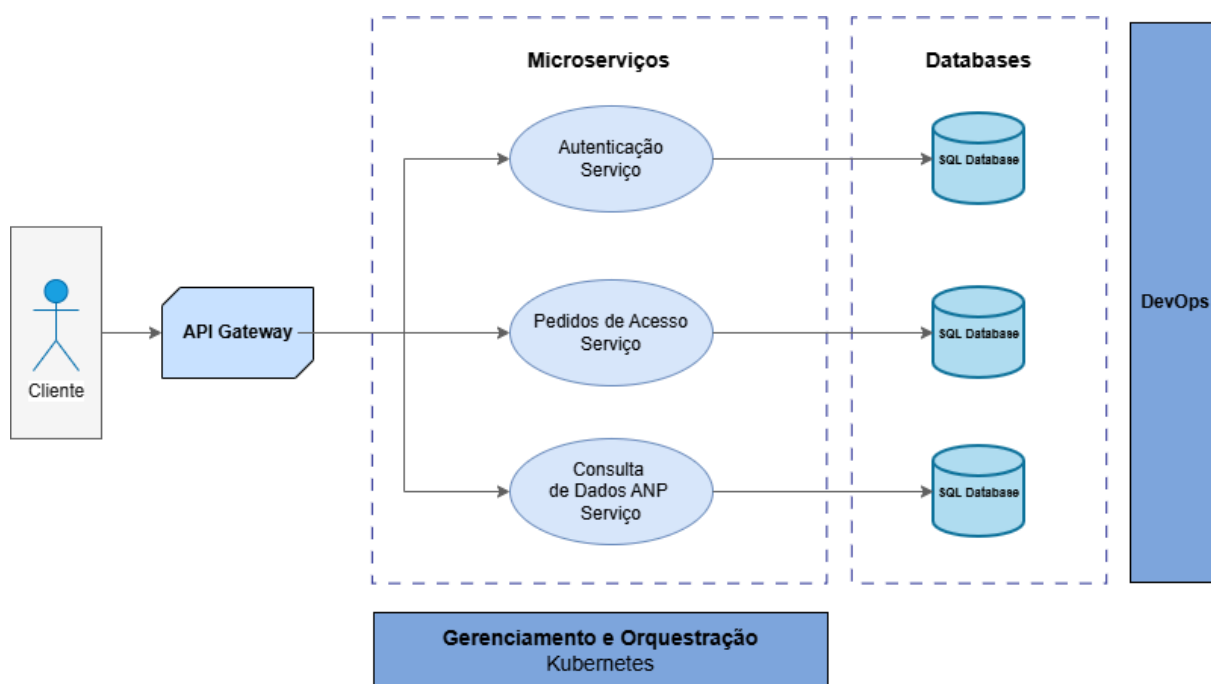 Microserviços
Databases
Autenticação
Serviço
SQL Database
Cliente
API Gateway
Pedidos de Acesso
Serviço
SQL Database
DevOps
Consulta
de Dados ANP
Serviço
SQL Database
Gerenciamento e Orquestração
Kubernetes